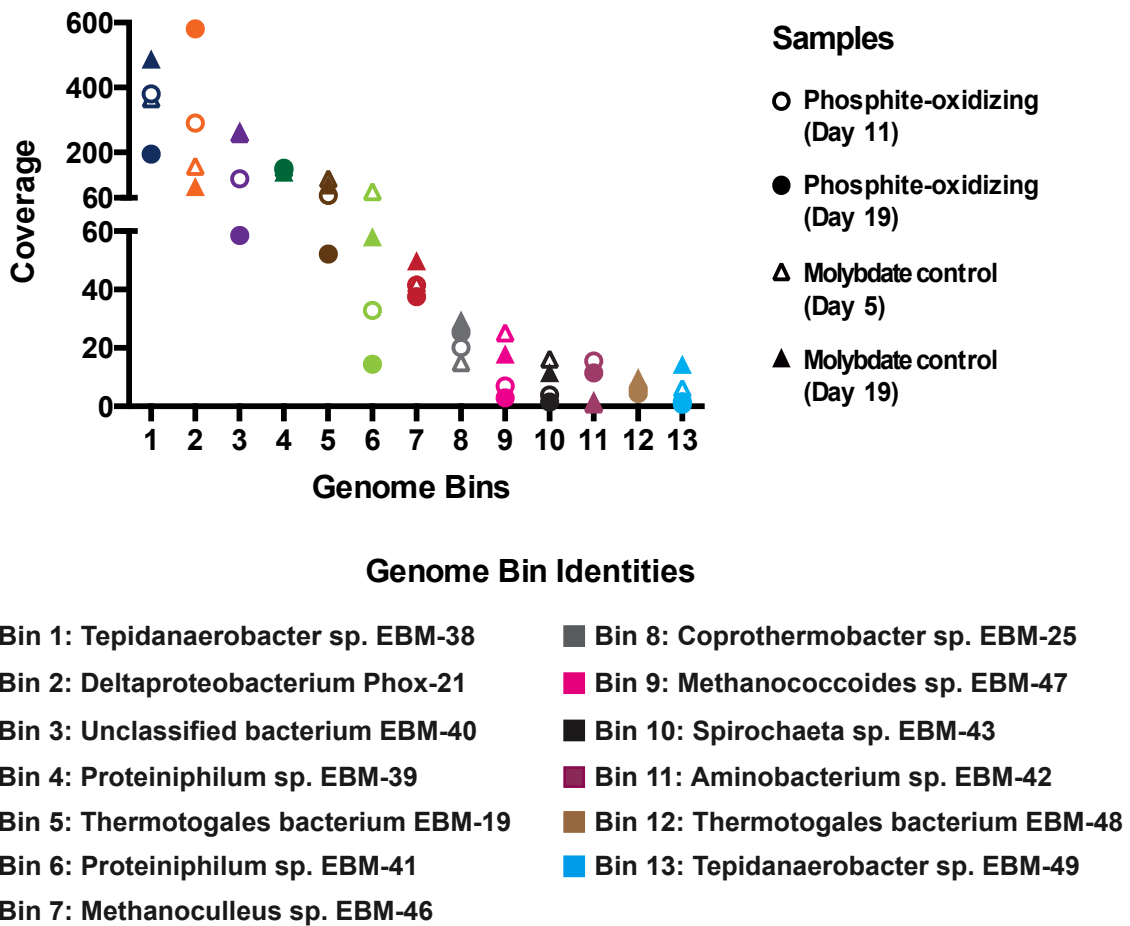 600
400
200
60
60
40
20
0
Coverage
1 2 3 4 5 6 7 8 9 10 11 12 13
Genome Bins
Samples
Phosphite-oxidizing
(Day 11)
Phosphite-oxidizing
(Day 19)
Molybdate control
(Day 5)
Molybdate control
(Day 19)
Genome Bin Identities
Bin 1: Tepidanaerobacter sp. EBM-38
Bin 2: Deltaproteobacterium Phox-21
Bin 3: Unclassified bacterium EBM-40
Bin 4: Proteiniphilum sp. EBM-39
Bin 5: Thermotogales bacterium EBM-19
Bin 6: Proteiniphilum sp. EBM-41
Bin 7: Methanoculleus sp. EBM-46
Bin 8: Coprothermobacter sp. EBM-25
Bin 9: Methanococcoides sp. EBM-47
Bin 10: Spirochaeta sp. EBM-43
Bin 11: Aminobacterium sp. EBM-42
Bin 12: Thermotogales bacterium EBM-48
Bin 13: Tepidanaerobacter sp. EBM-49